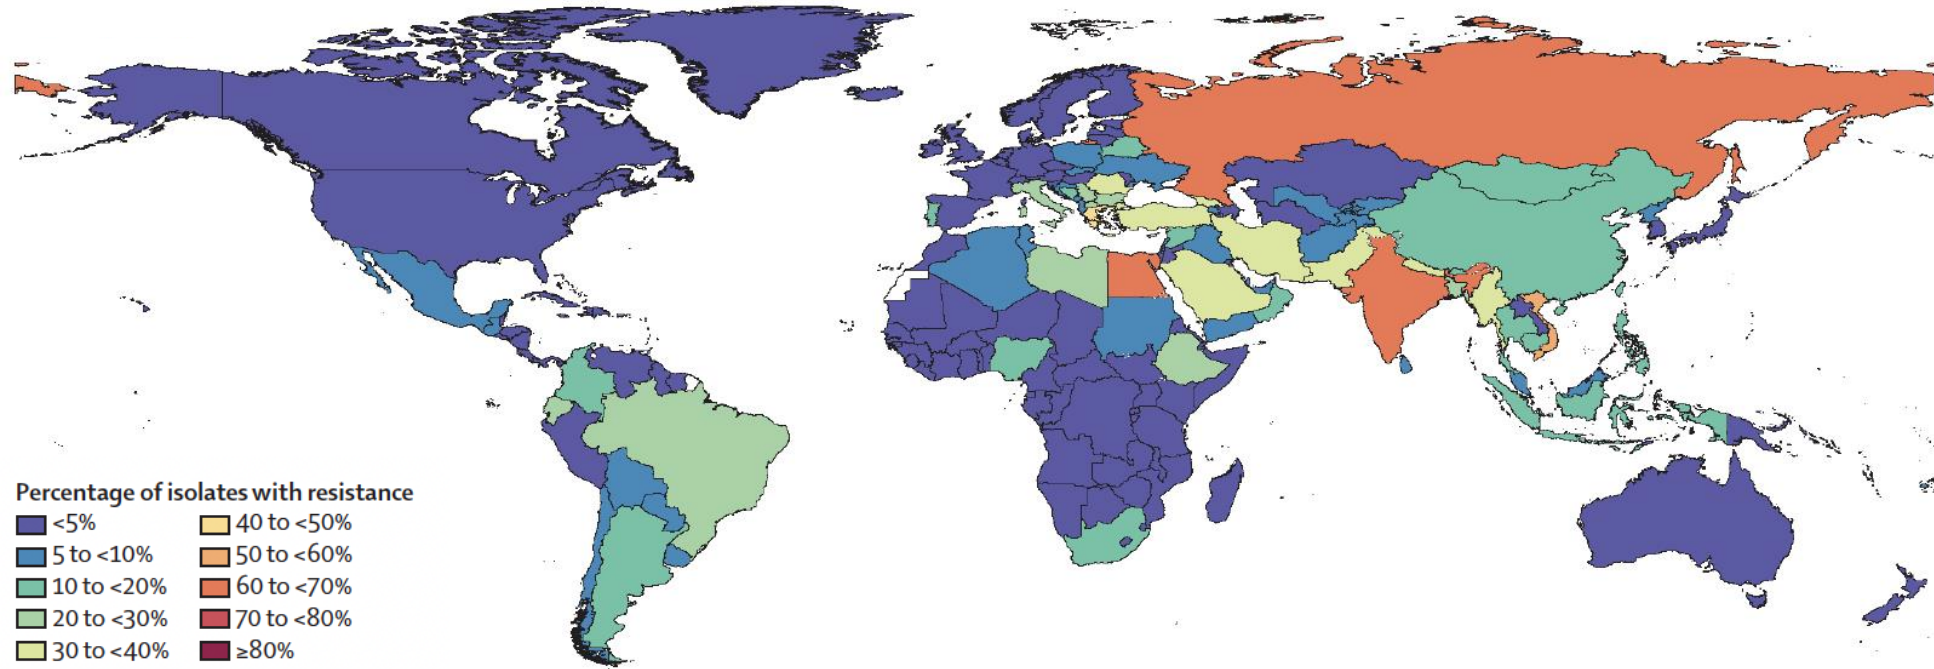 Percentage of isolates with resistance
<5%
5 to <10%
10 to <20%
20 to <30%
30 to <40%
40 to <50%
50 to <60%
60 to <70%
70 to <80%
≥80%